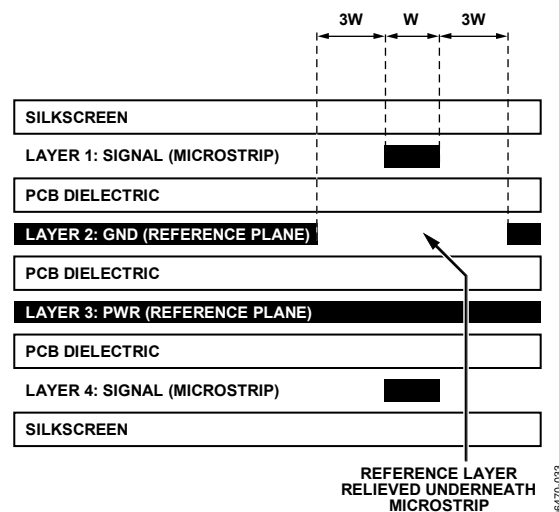 3W W 3W
SILKSCREEN
LAYER 1: SIGNAL (MICROSTRIP)
PCB DIELECTRIC
LAYER 2: GND (REFERENCE PLANE)
PCB DIELECTRIC
LAYER 3: PWR (REFERENCE PLANE)
PCB DIELECTRIC
LAYER 4: SIGNAL (MICROSTRIP)
SILKSCREEN
REFERENCE LAYER
RELIEVED UNDERNEATH
MICROSTRIP